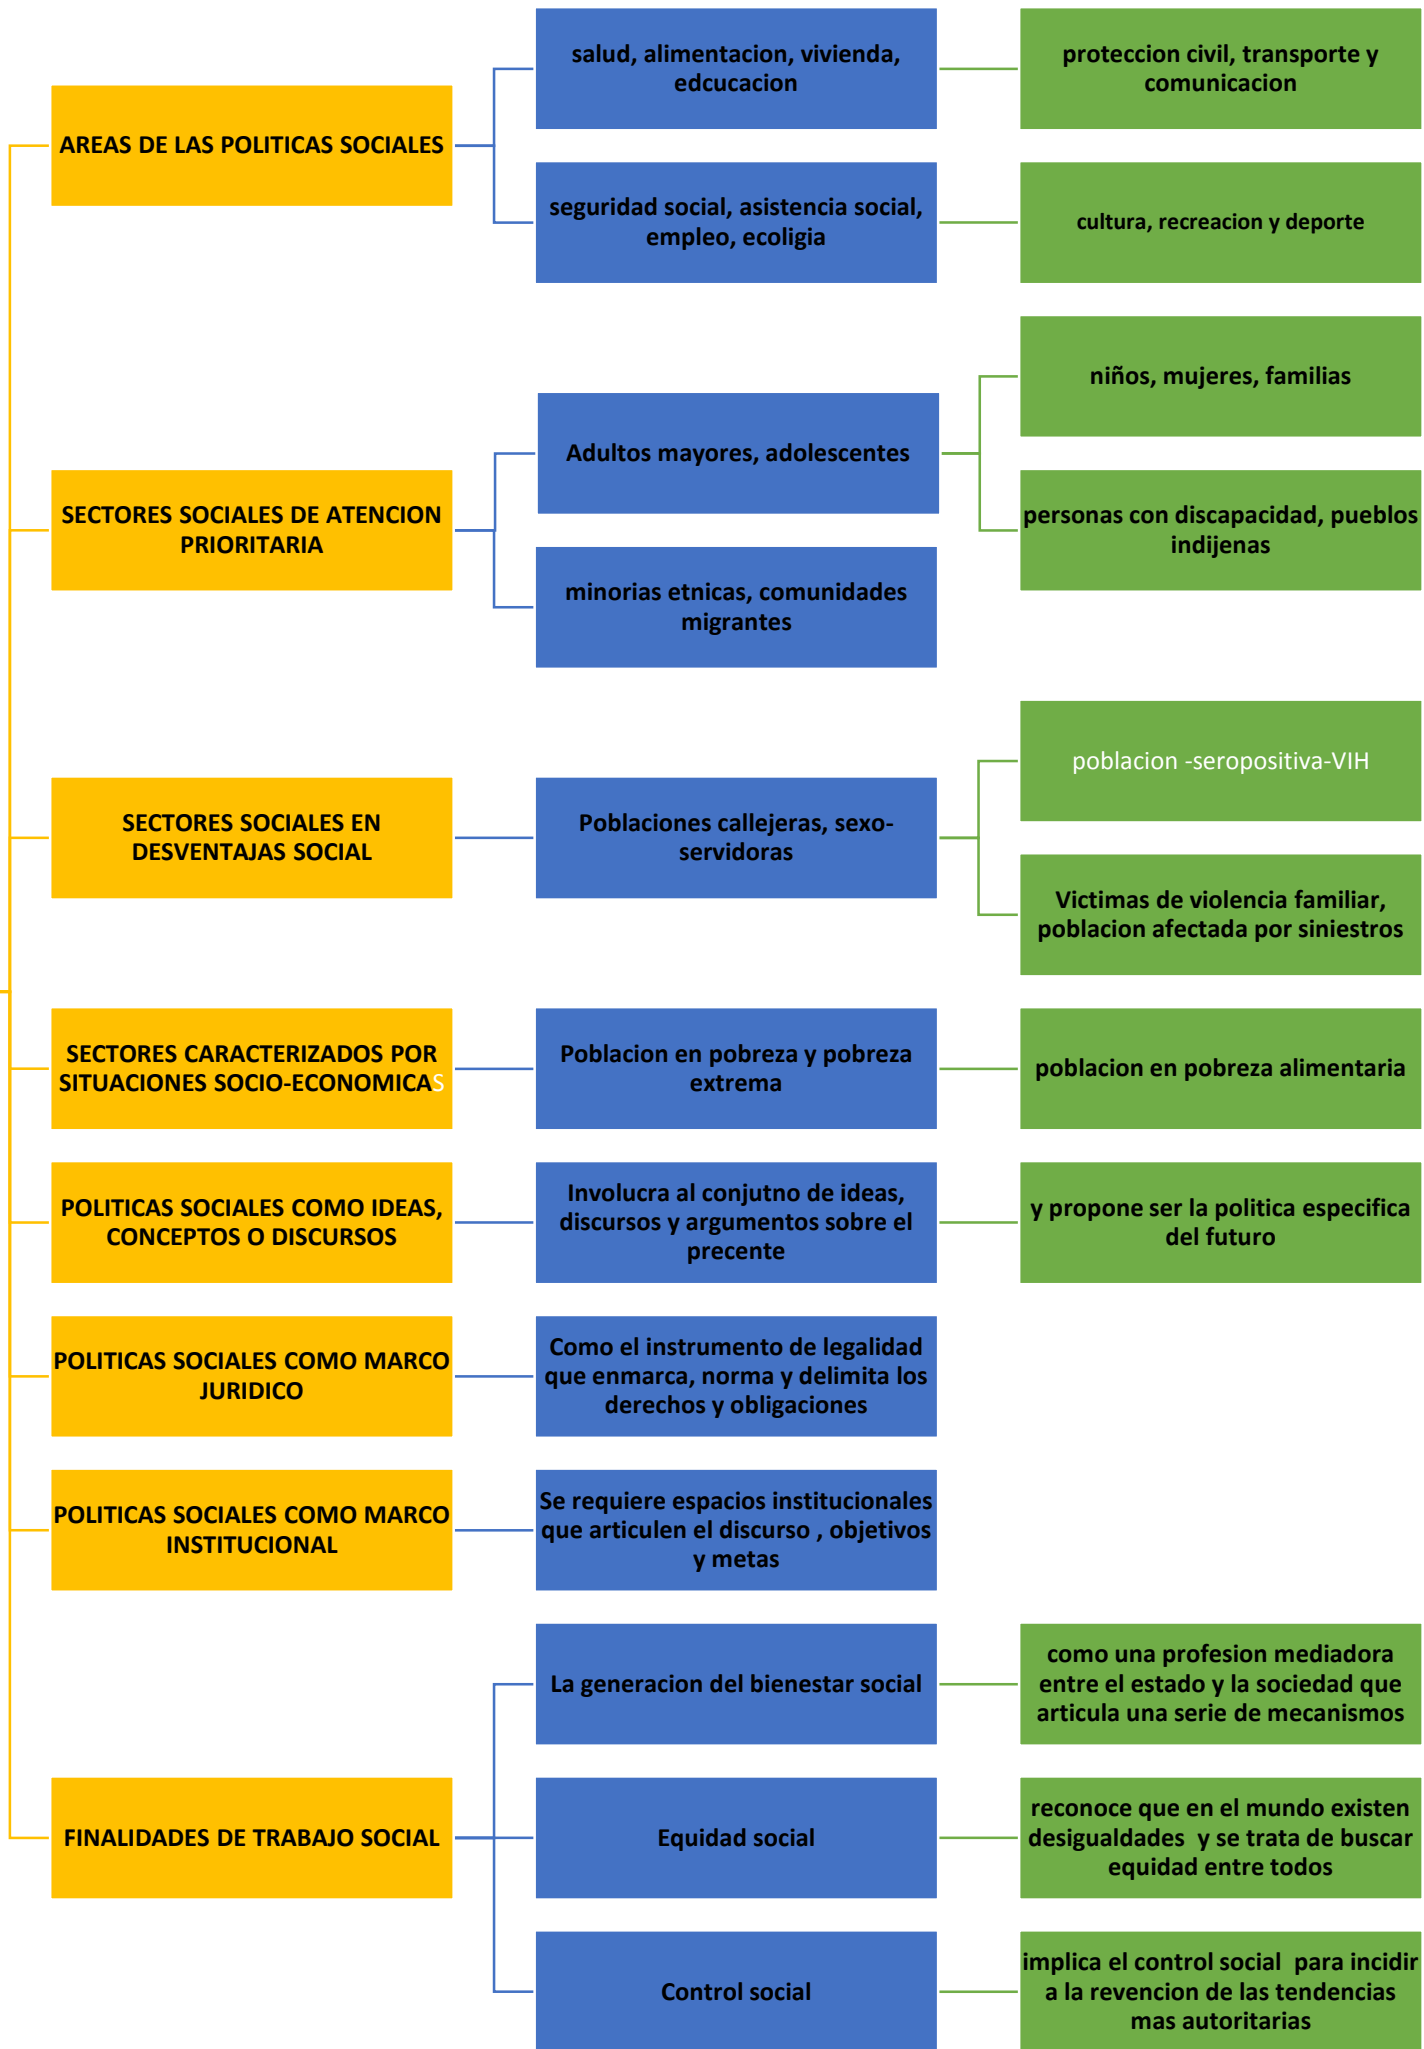 AREAS DE LAS POLITICAS SOCIALES
salud, alimentacion, vivienda,
edcucacion
proteccion civil, transporte y
comunicacion
seguridad social, asistencia social,
empleo, ecoligia
cultura, recreacion y deporte
SECTORES SOCIALES DE ATENCION
PRIORITARIA
Adultos mayores, adolescentes
niños, mujeres, familias
personas con discapacidad, pueblos
indijenas
minorias etnicas, comunidades
migrantes
SECTORES SOCIALES EN
DESVENTAJAS SOCIAL
Poblaciones callejeras, sexo-
servidoras
poblacion -seropositiva-VIH
Victimas de violencia familiar,
poblacion afectada por siniestros
SECTORES CARACTERIZADOS POR
SITUACIONES SOCIO-ECONOMICAS
Poblacion en pobreza y pobreza
extrema
poblacion en pobreza alimentaria
POLITICAS SOCIALES COMO IDEAS,
CONCEPTOS O DISCURSOS
Involucra al conjutno de ideas,
discursos y argumentos sobre el
precente
y propone ser la politica especifica
del futuro
POLITICAS SOCIALES COMO MARCO
JURIDICO
Como el instrumento de legalidad
que enmarca, norma y delimita los
derechos y obligaciones
POLITICAS SOCIALES COMO MARCO
INSTITUCIONAL
Se requiere espacios institucionales
que articulen el discurso , objetivos
y metas
FINALIDADES DE TRABAJO SOCIAL
La generacion del bienestar social
como una profesion mediadora
entre el estado y la sociedad que
articula una serie de mecanismos
Equidad social
reconoce que en el mundo existen
desigualdades  y se trata de buscar
equidad entre todos
Control social
implica el control social  para incidir
a la revencion de las tendencias
mas autoritarias